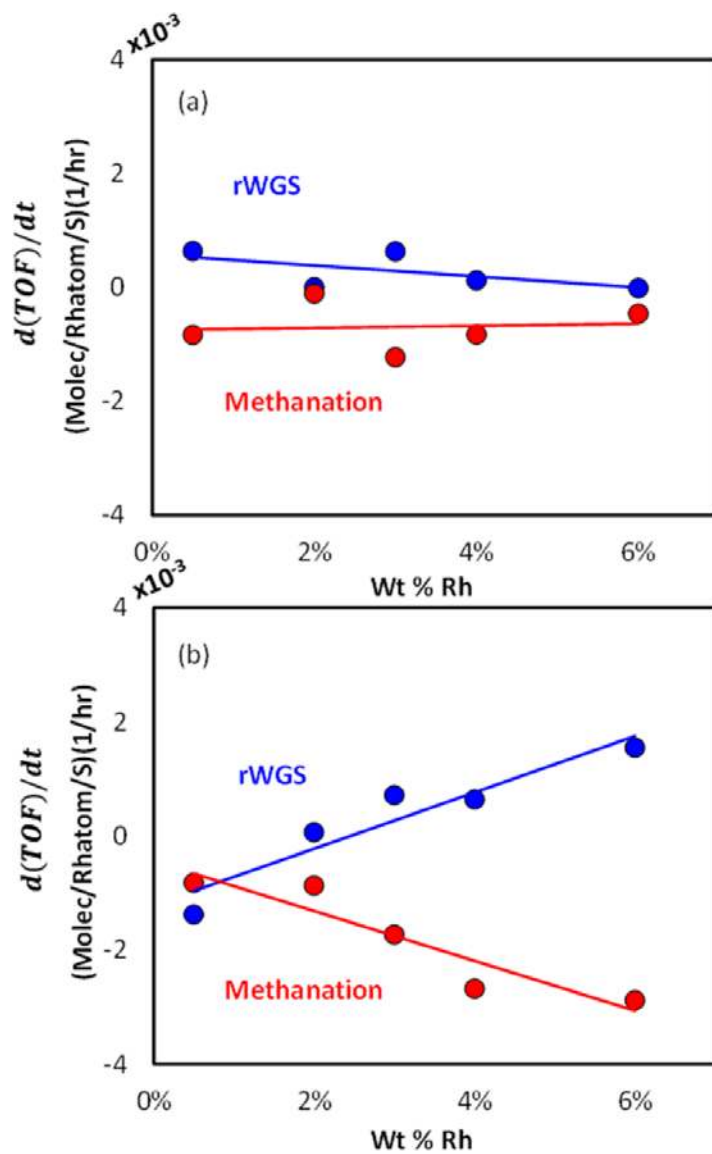 x10-3
4
(a)
2
rWGS
0
-2
Methanation
-4
d(TOF)/dt
(Molec/Rhatom/S)(1/hr)
0% 2% 4% 6%
Wt % Rh
x10-3
4
(b)
2
rWGS
0
-2
Methanation
-4
d(TOF)/dt
(Molec/Rhatom/S)(1/hr)
0% 2% 4% 6%
Wt % Rh